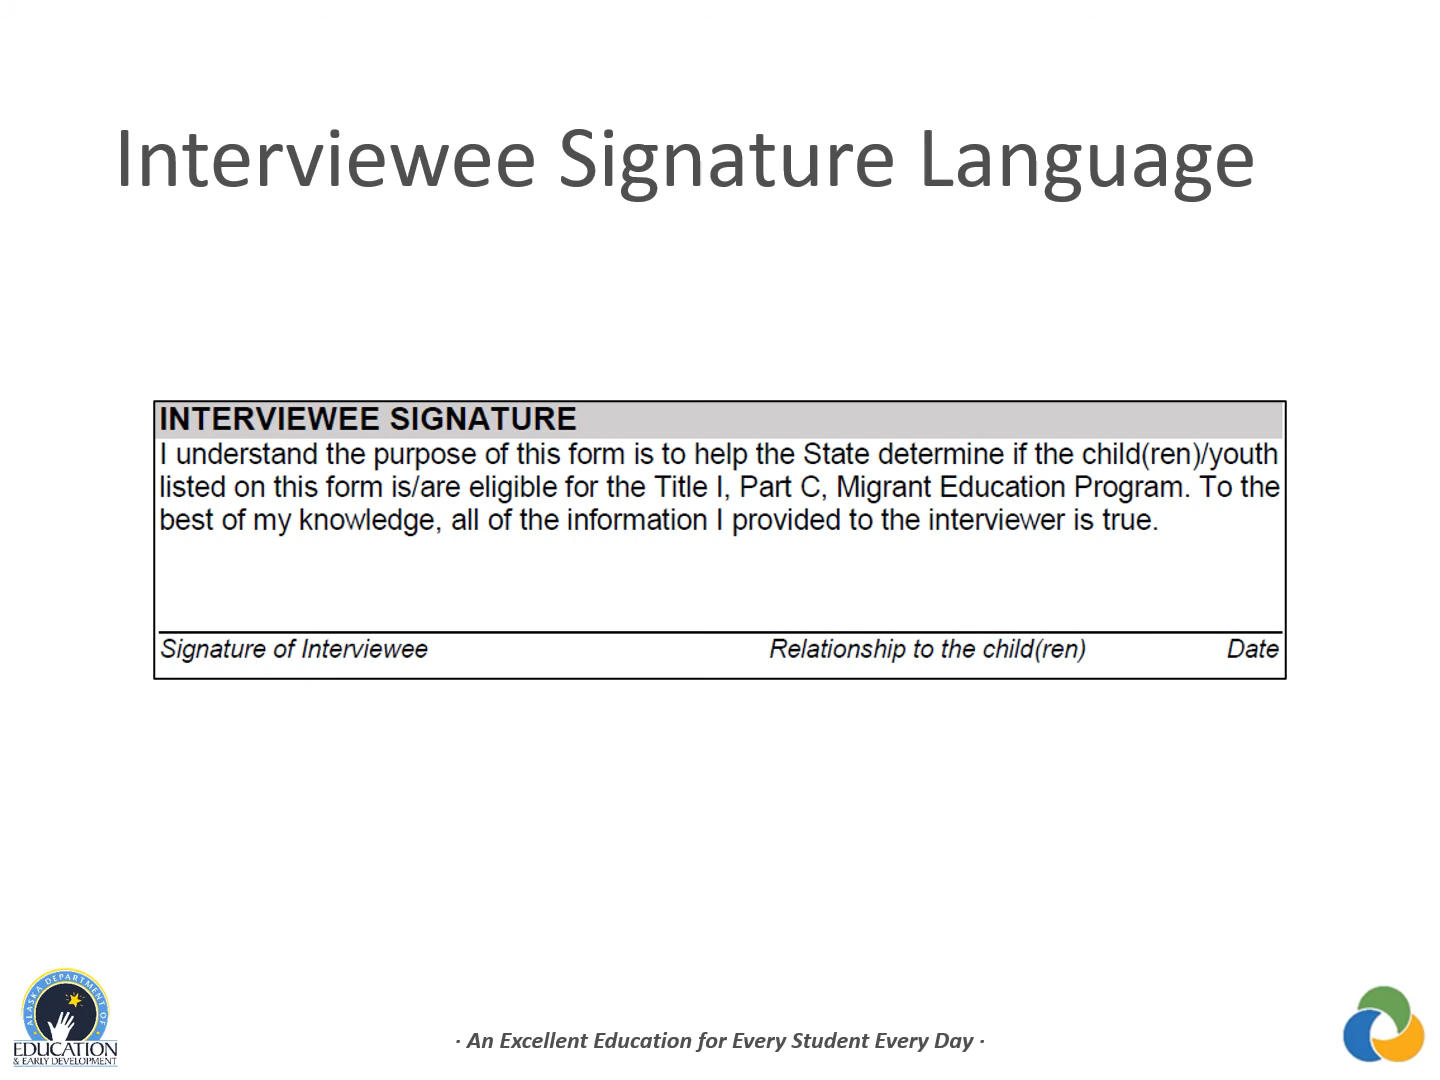 Interviewee Signature Language
INTERVIEWEE SIGNATURE
I understand the purpose of this form is to help the State determine if the child(ren)/youth
listed on this form is/are eligible for the Title I, Part C, Migrant Education Program. To the
best of my knowledge, all of the information I provided to the interviewer is true.
Signature of Interviewee Relationship to the child(ren) Date
ALASKA DEPARTMENT OF
EDUCATION
& EARLY DEVELOPMENT
· An Excellent Education for Every Student Every Day ·